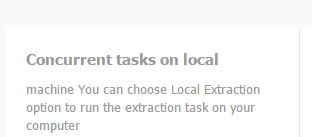 Concurrent tasks on local
machine You can choose Local Extraction
option to run the extraction task on your
computer